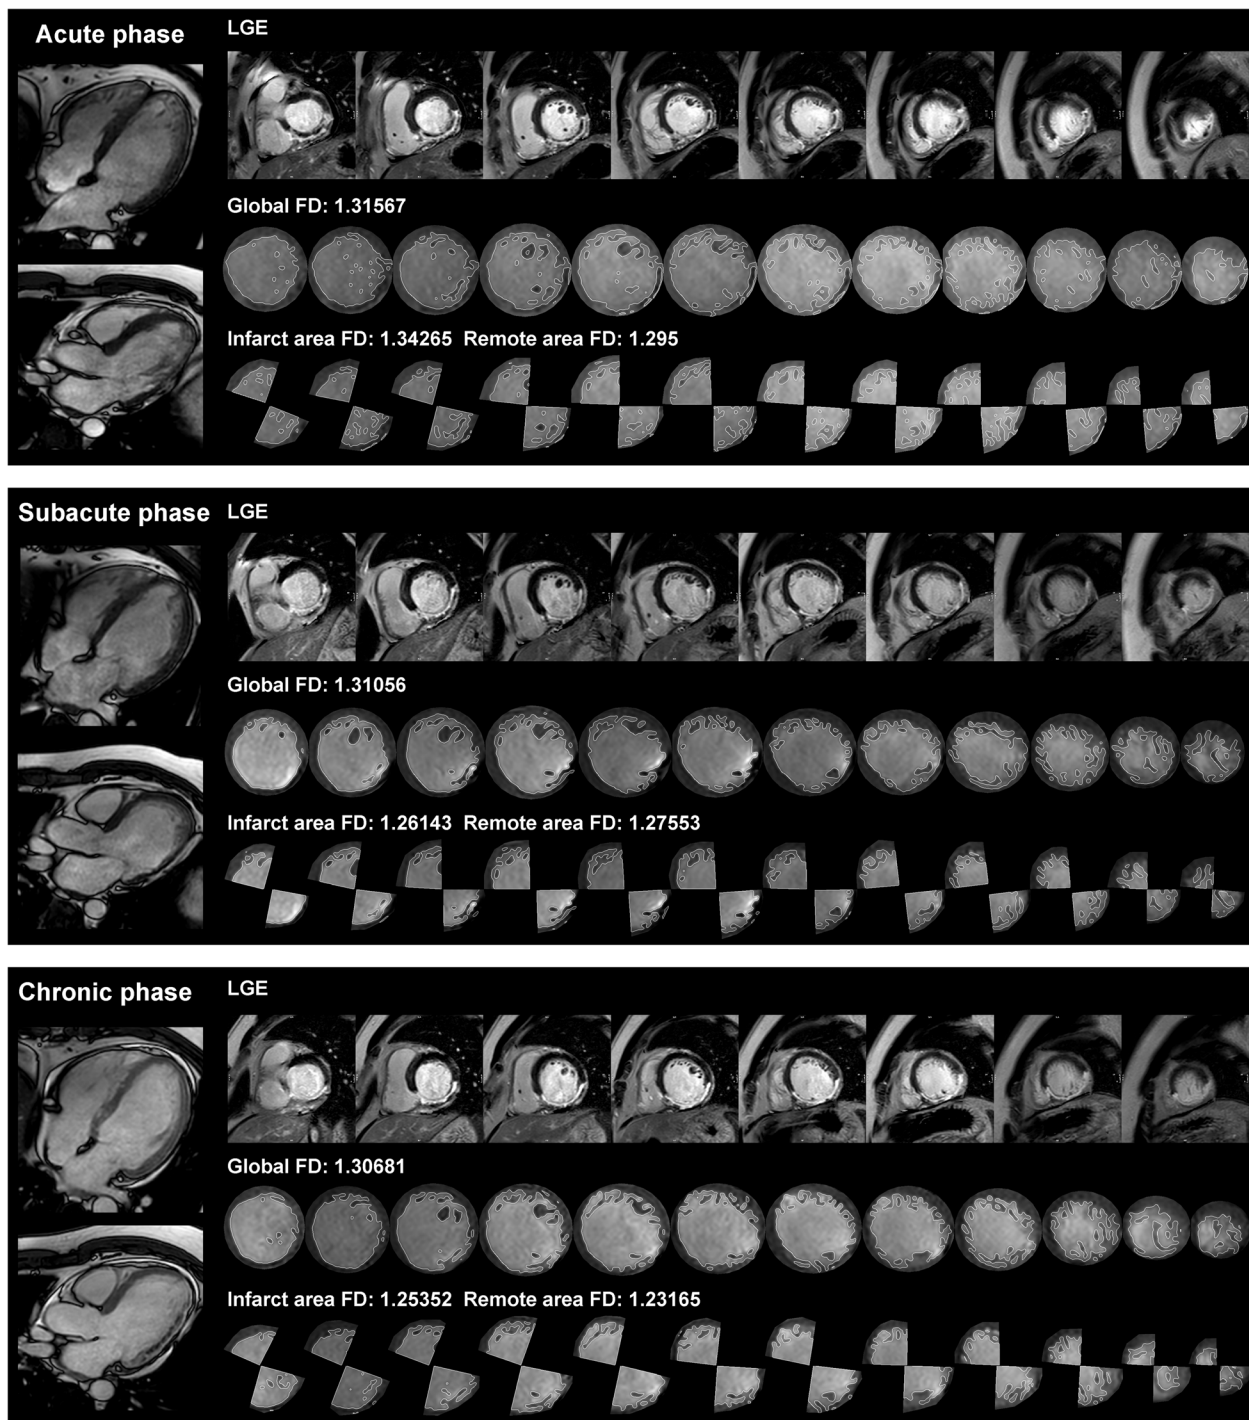 Acute phase
LGE
Global FD: 1.31567
Infarct area FD: 1.34265 Remote area FD: 1.295
Subacute phase
LGE
Global FD: 1.31056
Infarct area FD: 1.26143 Remote area FD: 1.27553
Chronic phase
LGE
Global FD: 1.30681
Infarct area FD: 1.25352 Remote area FD: 1.23165